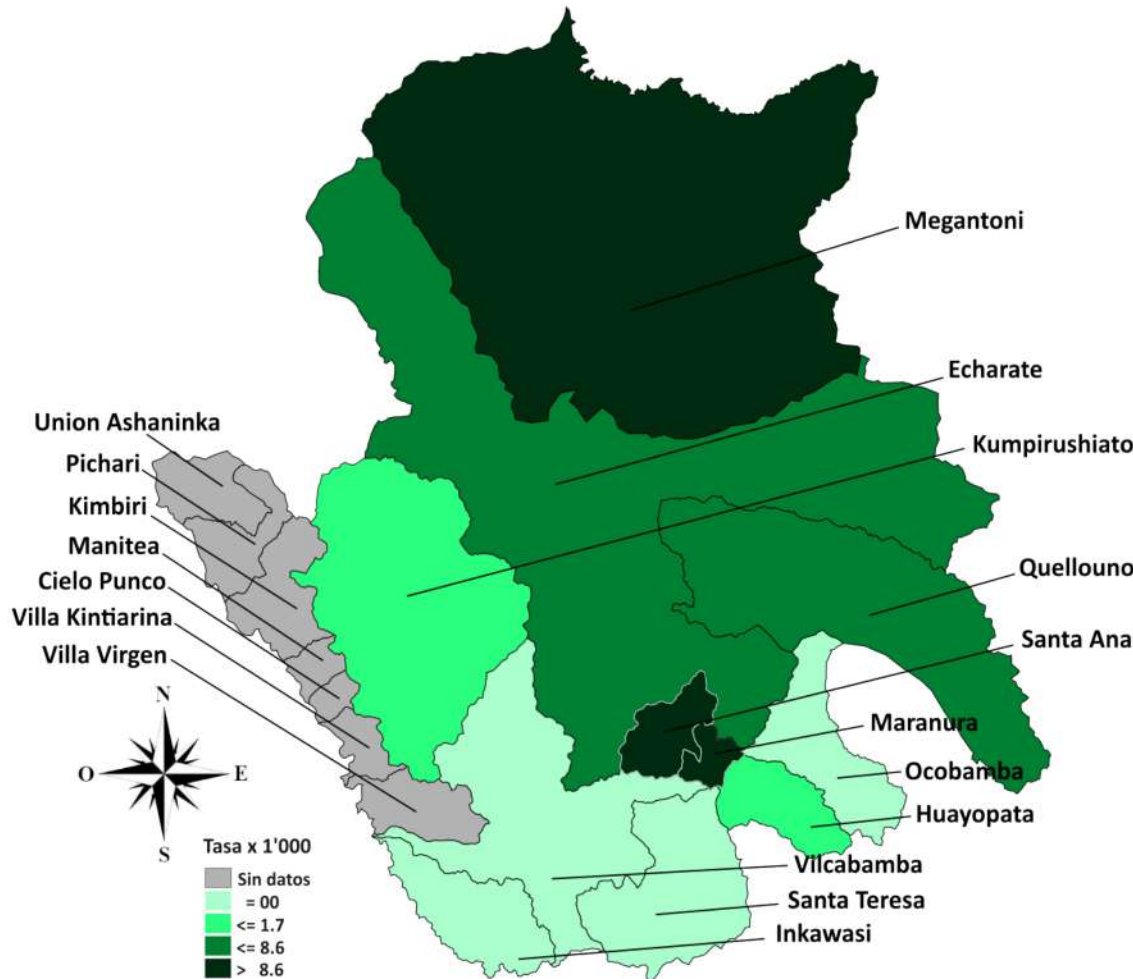 Megantoni
Echarate
Kumpirushiato
Union Ashaninka
Pichari
Kimbiri
Manitea
Cielo Punco
Villa Kintiarina
Villa Virgen
Quellouno
Santa Ana
Maranura
Ocobamba
Huayopata
Vilcabamba
Santa Teresa
Inkawasi
N
O
E
S
Tasa x 1'000
Sin datos
= 00
<= 1.7
<= 8.6
> 8.6